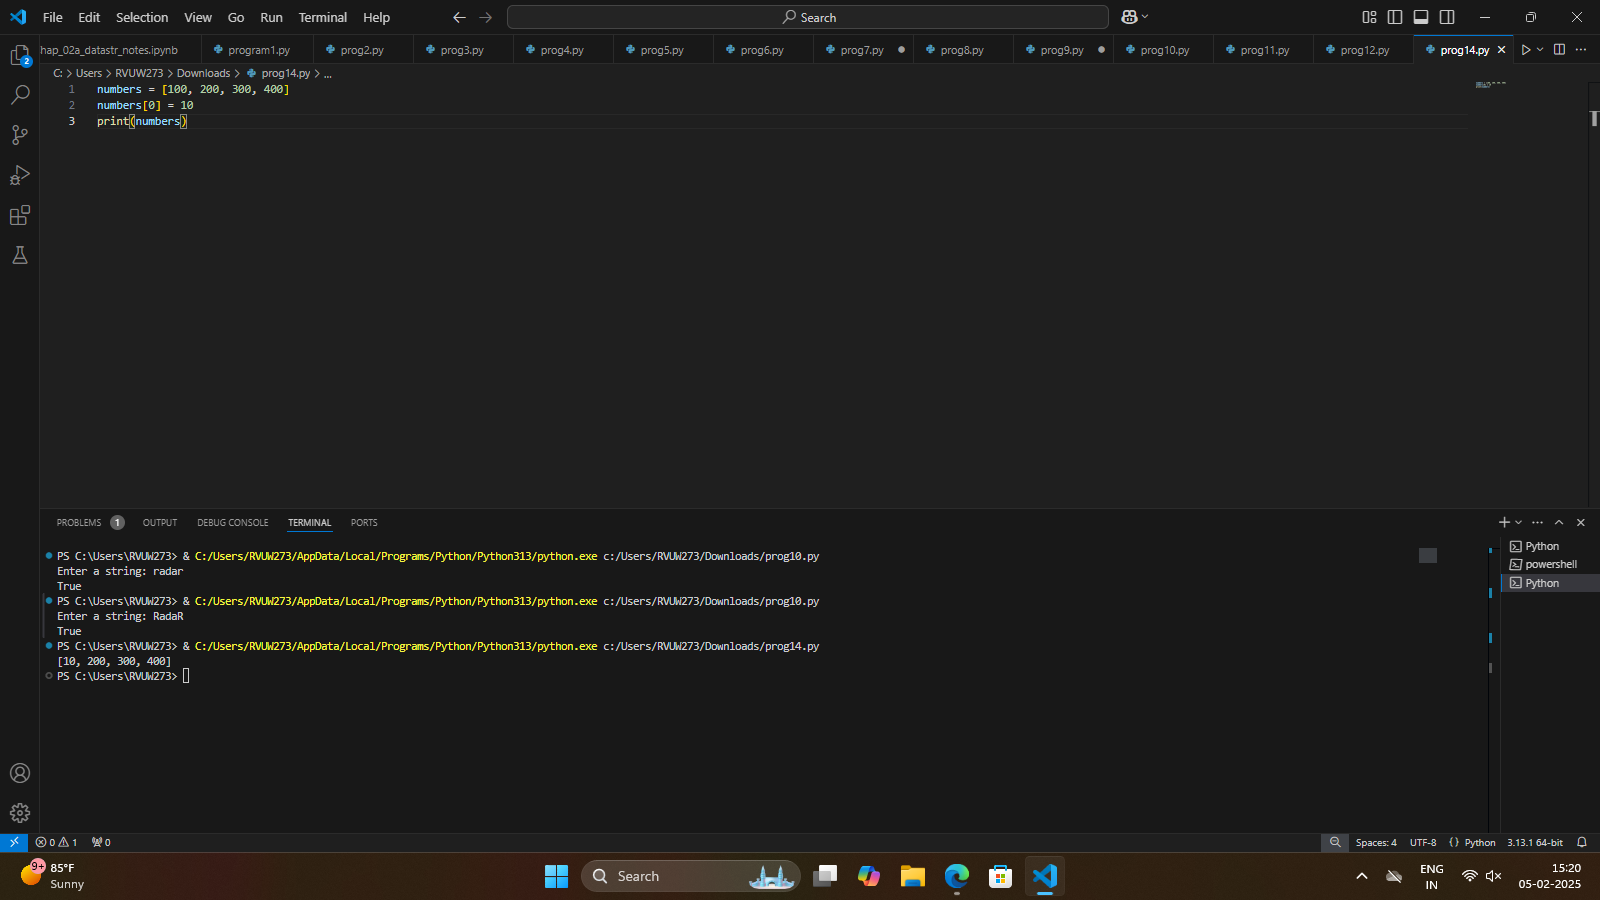 File Edit Selection View Go Run Terminal Help
Search
hap_02a_datastr_notes.ipynb program1.py prog2.py prog3.py prog4.py prog5.py prog6.py prog7.py prog8.py prog9.py prog10.py prog11.py prog12.py prog14.py
C: > Users > RVUW273 > Downloads > prog14.py > ...
1 numbers = [100, 200, 300, 400]
2 numbers[0] = 10
3 print(numbers)
PROBLEMS 1 OUTPUT DEBUG CONSOLE TERMINAL PORTS
PS C:\Users\RVUW273> & C:/Users/RVUW273/AppData/Local/Programs/Python/Python313/python.exe c:/Users/RVUW273/Downloads/prog10.py
Enter a string: radar
True
PS C:\Users\RVUW273> & C:/Users/RVUW273/AppData/Local/Programs/Python/Python313/python.exe c:/Users/RVUW273/Downloads/prog10.py
Enter a string: RadaR
True
PS C:\Users\RVUW273> & C:/Users/RVUW273/AppData/Local/Programs/Python/Python313/python.exe c:/Users/RVUW273/Downloads/prog14.py
[10, 200, 300, 400]
PS C:\Users\RVUW273>
Python
powershell
Python
2
0 1 0
Spaces: 4 UTF-8 {} Python 3.13.1 64-bit
9+
85°F
Sunny
Search
ENG
IN
15:20
05-02-2025